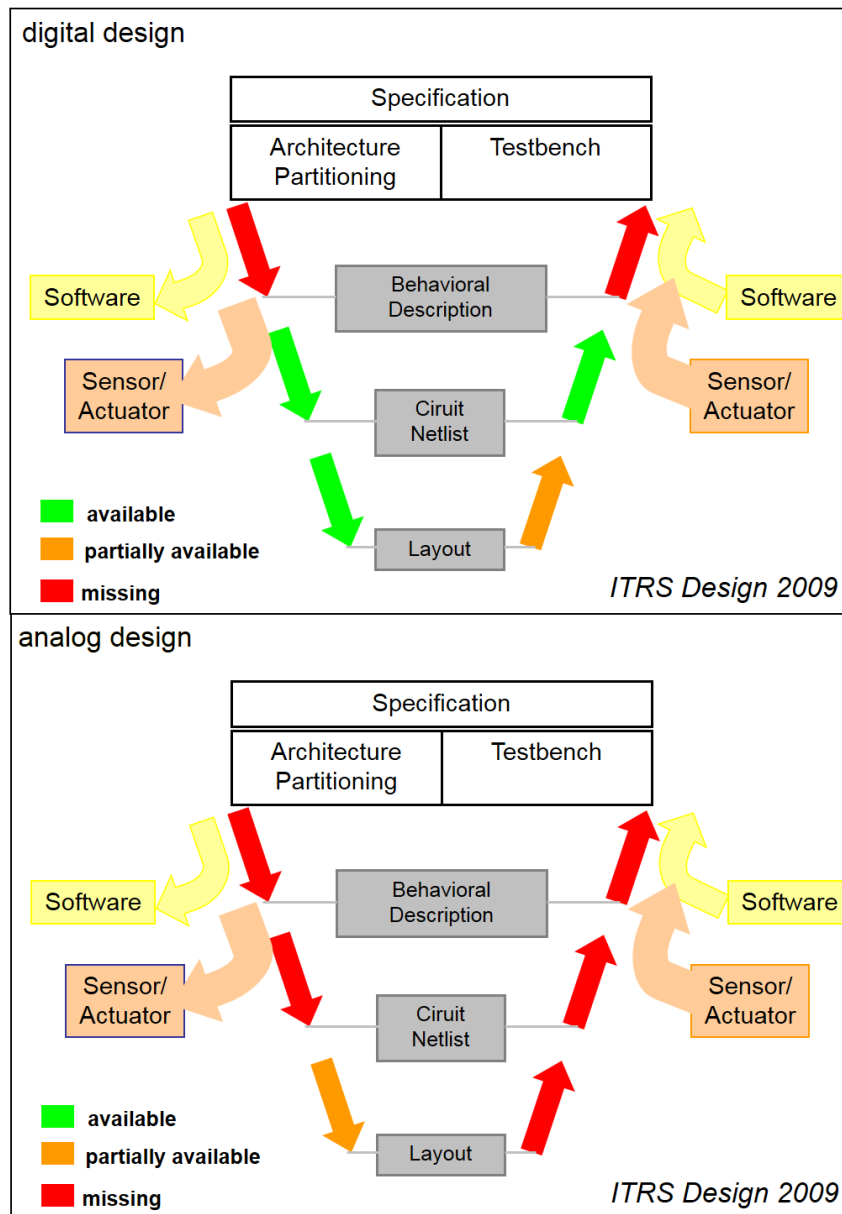 digital design
Specification
Architecture
Partitioning
Testbench
Software
Behavioral
Description
Software
Sensor/
Actuator
Ciruit
Netlist
Sensor/
Actuator
available
partially available
missing
Layout
ITRS Design 2009
analog design
Specification
Architecture
Partitioning
Testbench
Software
Behavioral
Description
Software
Sensor/
Actuator
Ciruit
Netlist
Sensor/
Actuator
available
partially available
missing
Layout
ITRS Design 2009